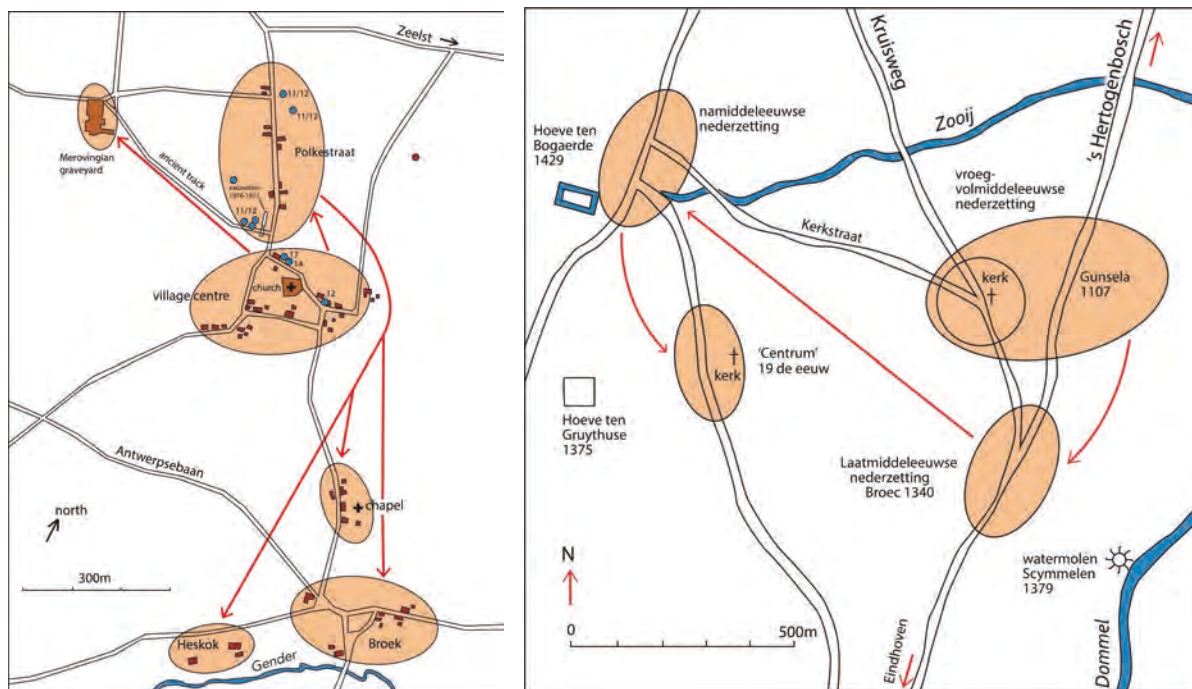 Zeelst
11/12
11/12
Polkestraat
Merovingian
graveyard
ancient track
1976-1977
11/12
12
14
church
12
village centre
Antwerpsebaan
north
chapel
300m
Heskok
Broek
Gender
Kruisweg
's Hertogenbosch
namiddeleeuwse
nederzetting
Zooij
Hoeve ten
Bogaerde
1429
vroeg-
volmiddeleeuwse
nederzetting
Kerkstraat
kerk
Gunsela
1107
'Centrum'
19 de eeuw
kerk
Hoeve ten
Gruythuse
1375
Laatmiddeleeuwse
nederzetting
Broec 1340
N
watermolen
Scymmelen
1379
0
500m
Eindhoven
Dommel